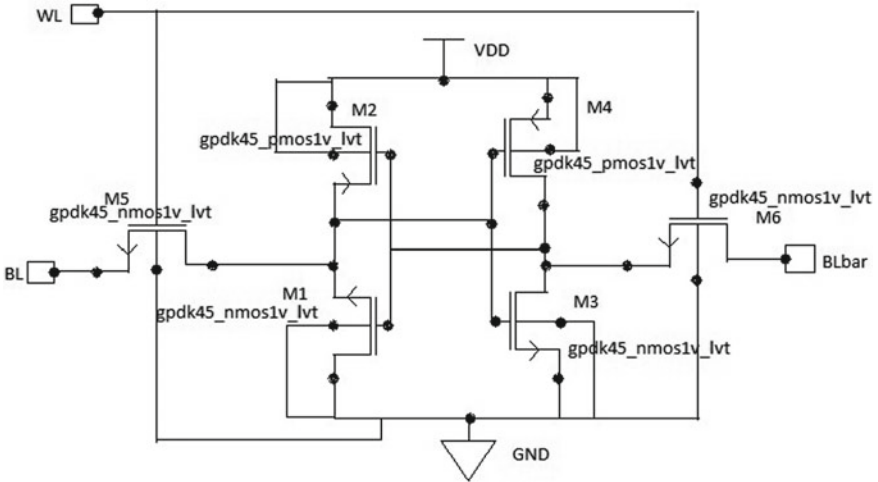 WL
VDD
M2
M4
gpdk45_pmos1v_lvt
gpdk45_pmos1v_lvt
M5
gpdk45_nmos1v_lvt
gpdk45_nmos1v_lvt
M6
BL
BLbar
M1
M3
gpdk45_nmos1v_lvt
gpdk45_nmos1v_lvt
GND